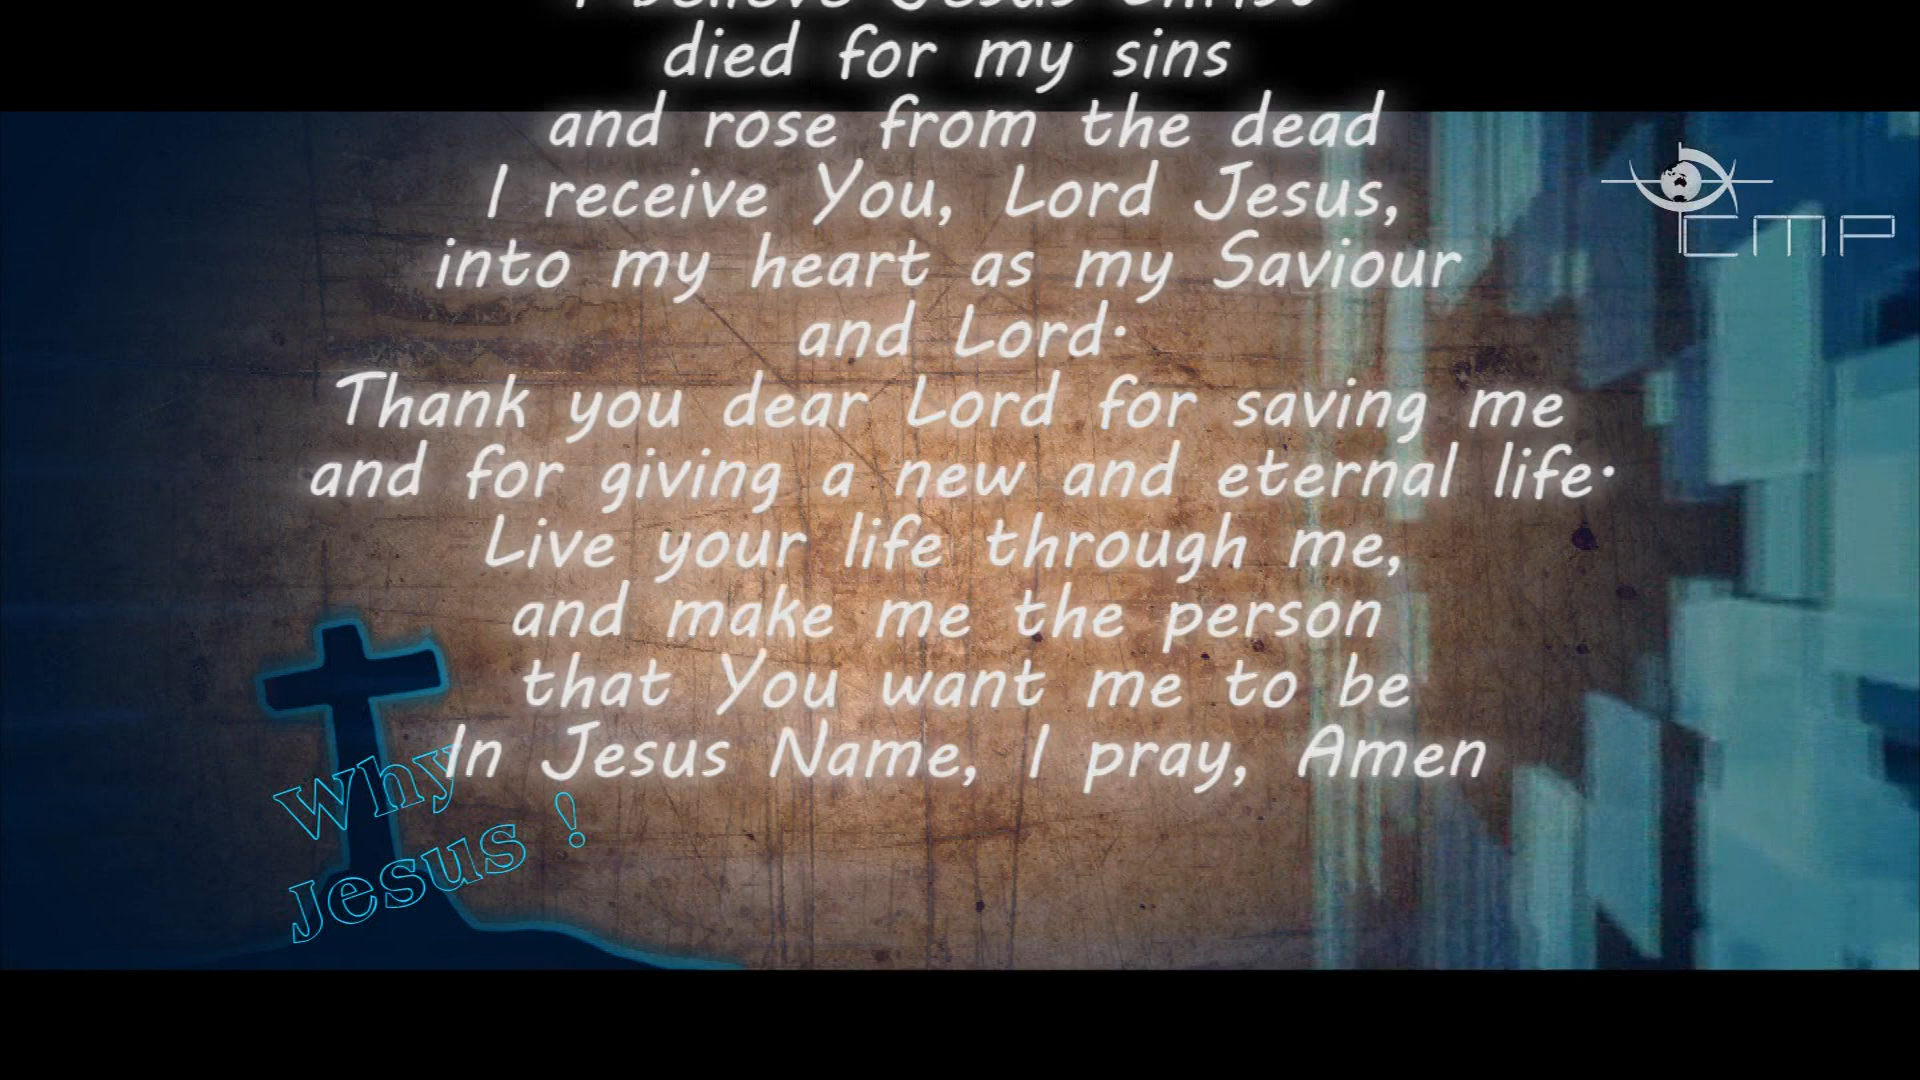 I believe Jesus Christ
died for my sins
and rose from the dead
I receive You, Lord Jesus,
into my heart as my Saviour
and Lord.
Thank you dear Lord for saving me
and for giving a new and eternal life.
Live your life through me,
and make me the person
that You want me to be
In Jesus Name, I pray, Amen
Why
Jesus !
CMP